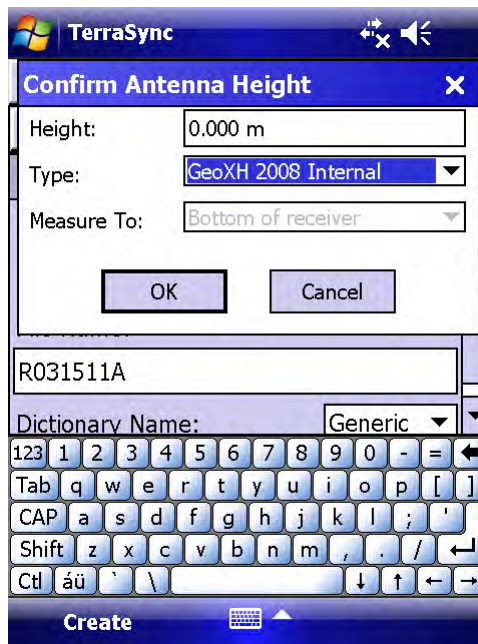 TerraSync
Confirm Antenna Height
Height: 0.000 m
Type: GeoXH 2008 Internal
Measure To: Bottom of receiver
OK Cancel
R031511A
Dictionary Name: Generic
123 1 2 3 4 5 6 7 8 9 0 - =
Tab q w e r t y u i o p [ ]
CAP a s d f g h j k l ; '
Shift z x c v b n m , . /
Ctl áü ` \
Create